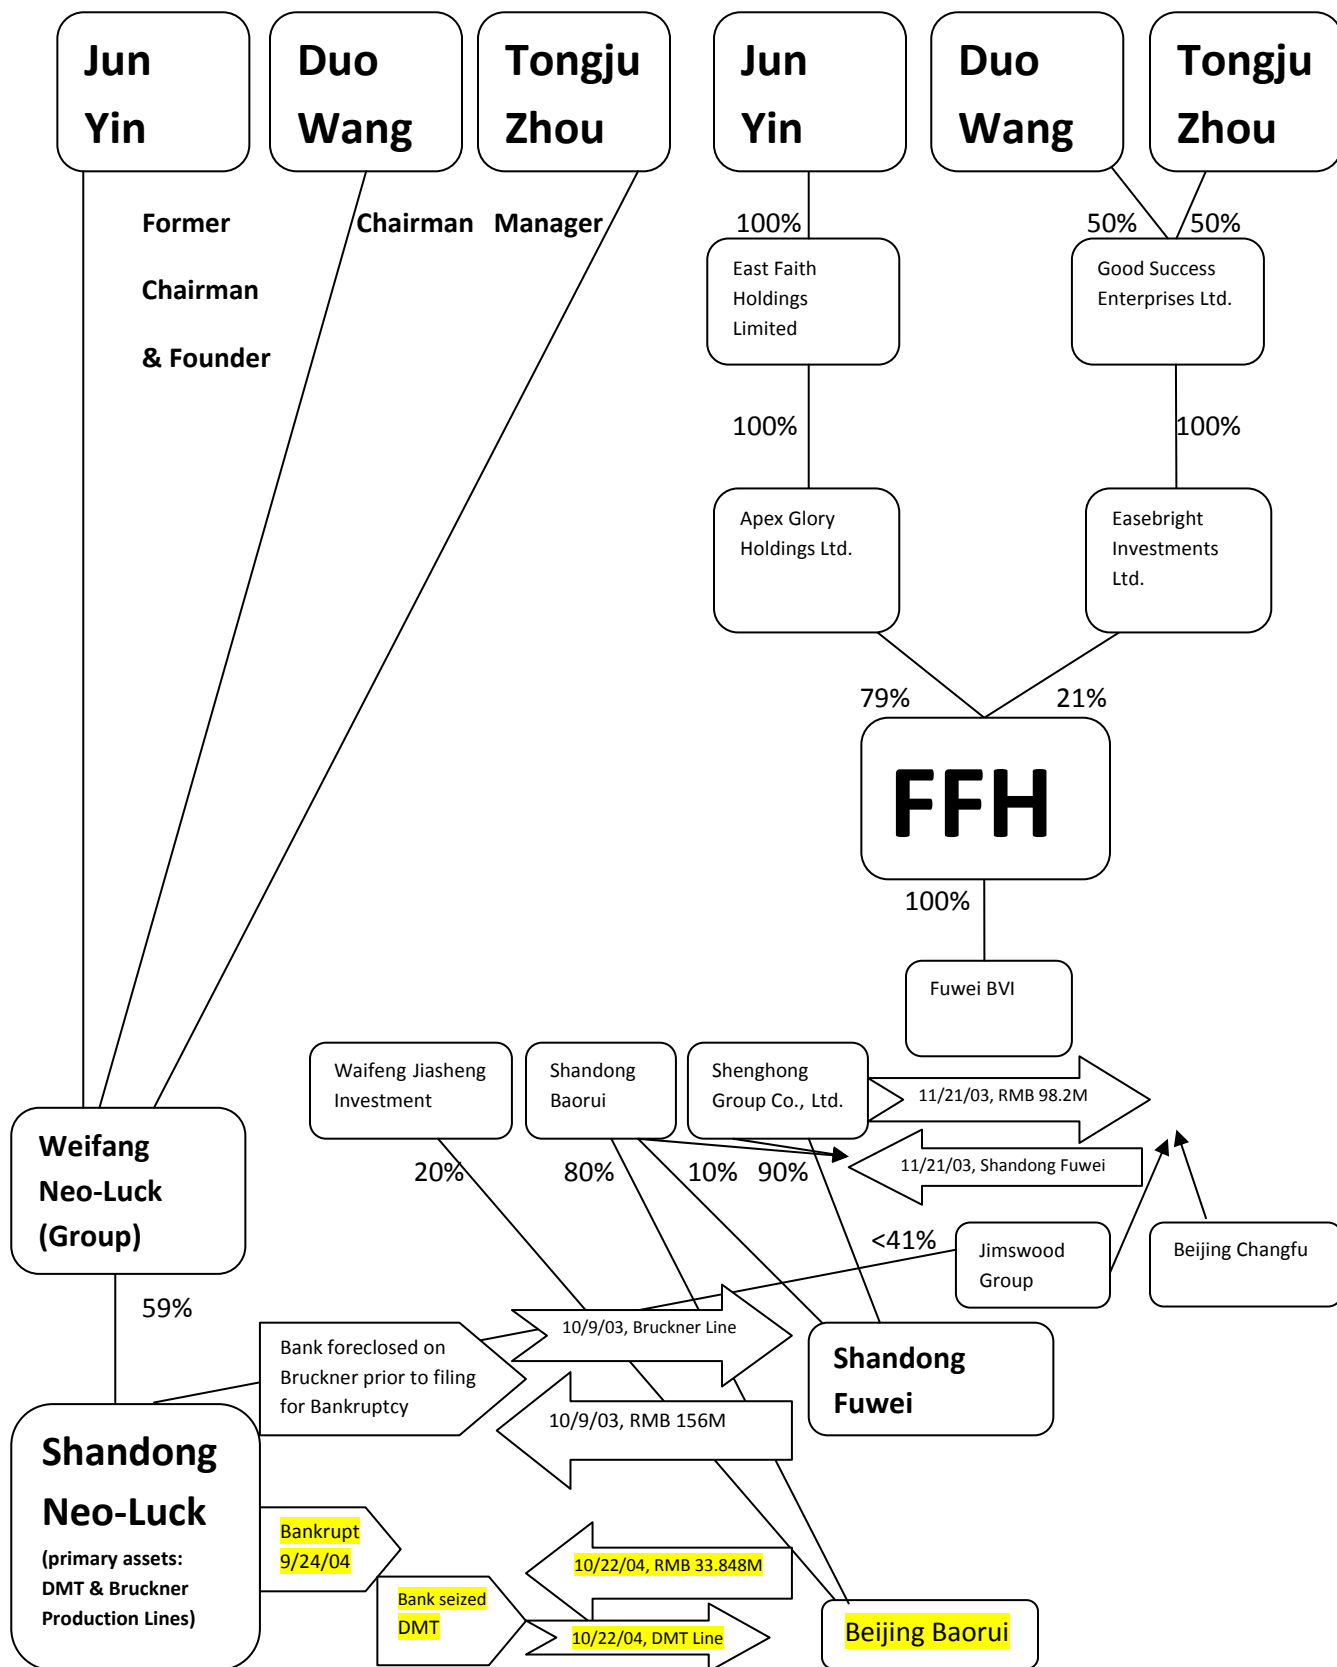 Jun
Yin
Duo
Wang
Tongju
Zhou
Jun
Yin
Duo
Wang
Tongju
Zhou
Former
Chairman
& Founder
Chairman
Manager
100%
50%
50%
East Faith
Holdings
Limited
Good Success
Enterprises Ltd.
100%
100%
Apex Glory
Holdings Ltd.
Easebright
Investments
Ltd.
79%
21%
FFH
100%
Fuwei BVI
Waifeng Jiasheng
Investment
Shandong
Baorui
Shenghong
Group Co., Ltd.
11/21/03, RMB 98.2M
11/21/03, Shandong Fuwei
Weifang
Neo-Luck
(Group)
20%
80%
10%
90%
<41%
Jimswood
Group
Beijing Changfu
59%
10/9/03, Bruckner Line
Bank foreclosed on
Bruckner prior to filing
for Bankruptcy
Shandong
Fuwei
10/9/03, RMB 156M
Shandong
Neo-Luck
(primary assets:
DMT & Bruckner
Production Lines)
Bankrupt
9/24/04
10/22/04, RMB 33.848M
Bank seized
DMT
10/22/04, DMT Line
Beijing Baorui